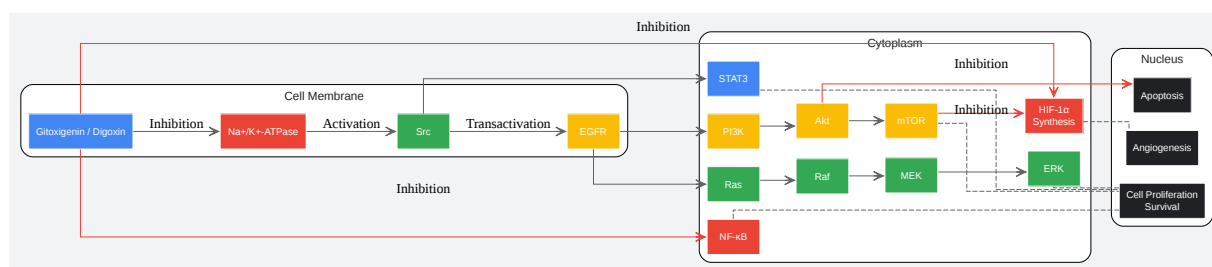 Inhibition
Cytoplasm
Nucleus
STAT3
Inhibition
Apoptosis
Cell Membrane
Gitoxigenin / Digoxin
Inhibition
Na+/K+-ATPase
Activation
Src
Transactivation
EGFR
PI3K
Akt
mTOR
Inhibition
HIF-1α
Synthesis
Angiogenesis
Inhibition
Ras
Raf
MEK
ERK
Cell Proliferation
Survival
NF-κB